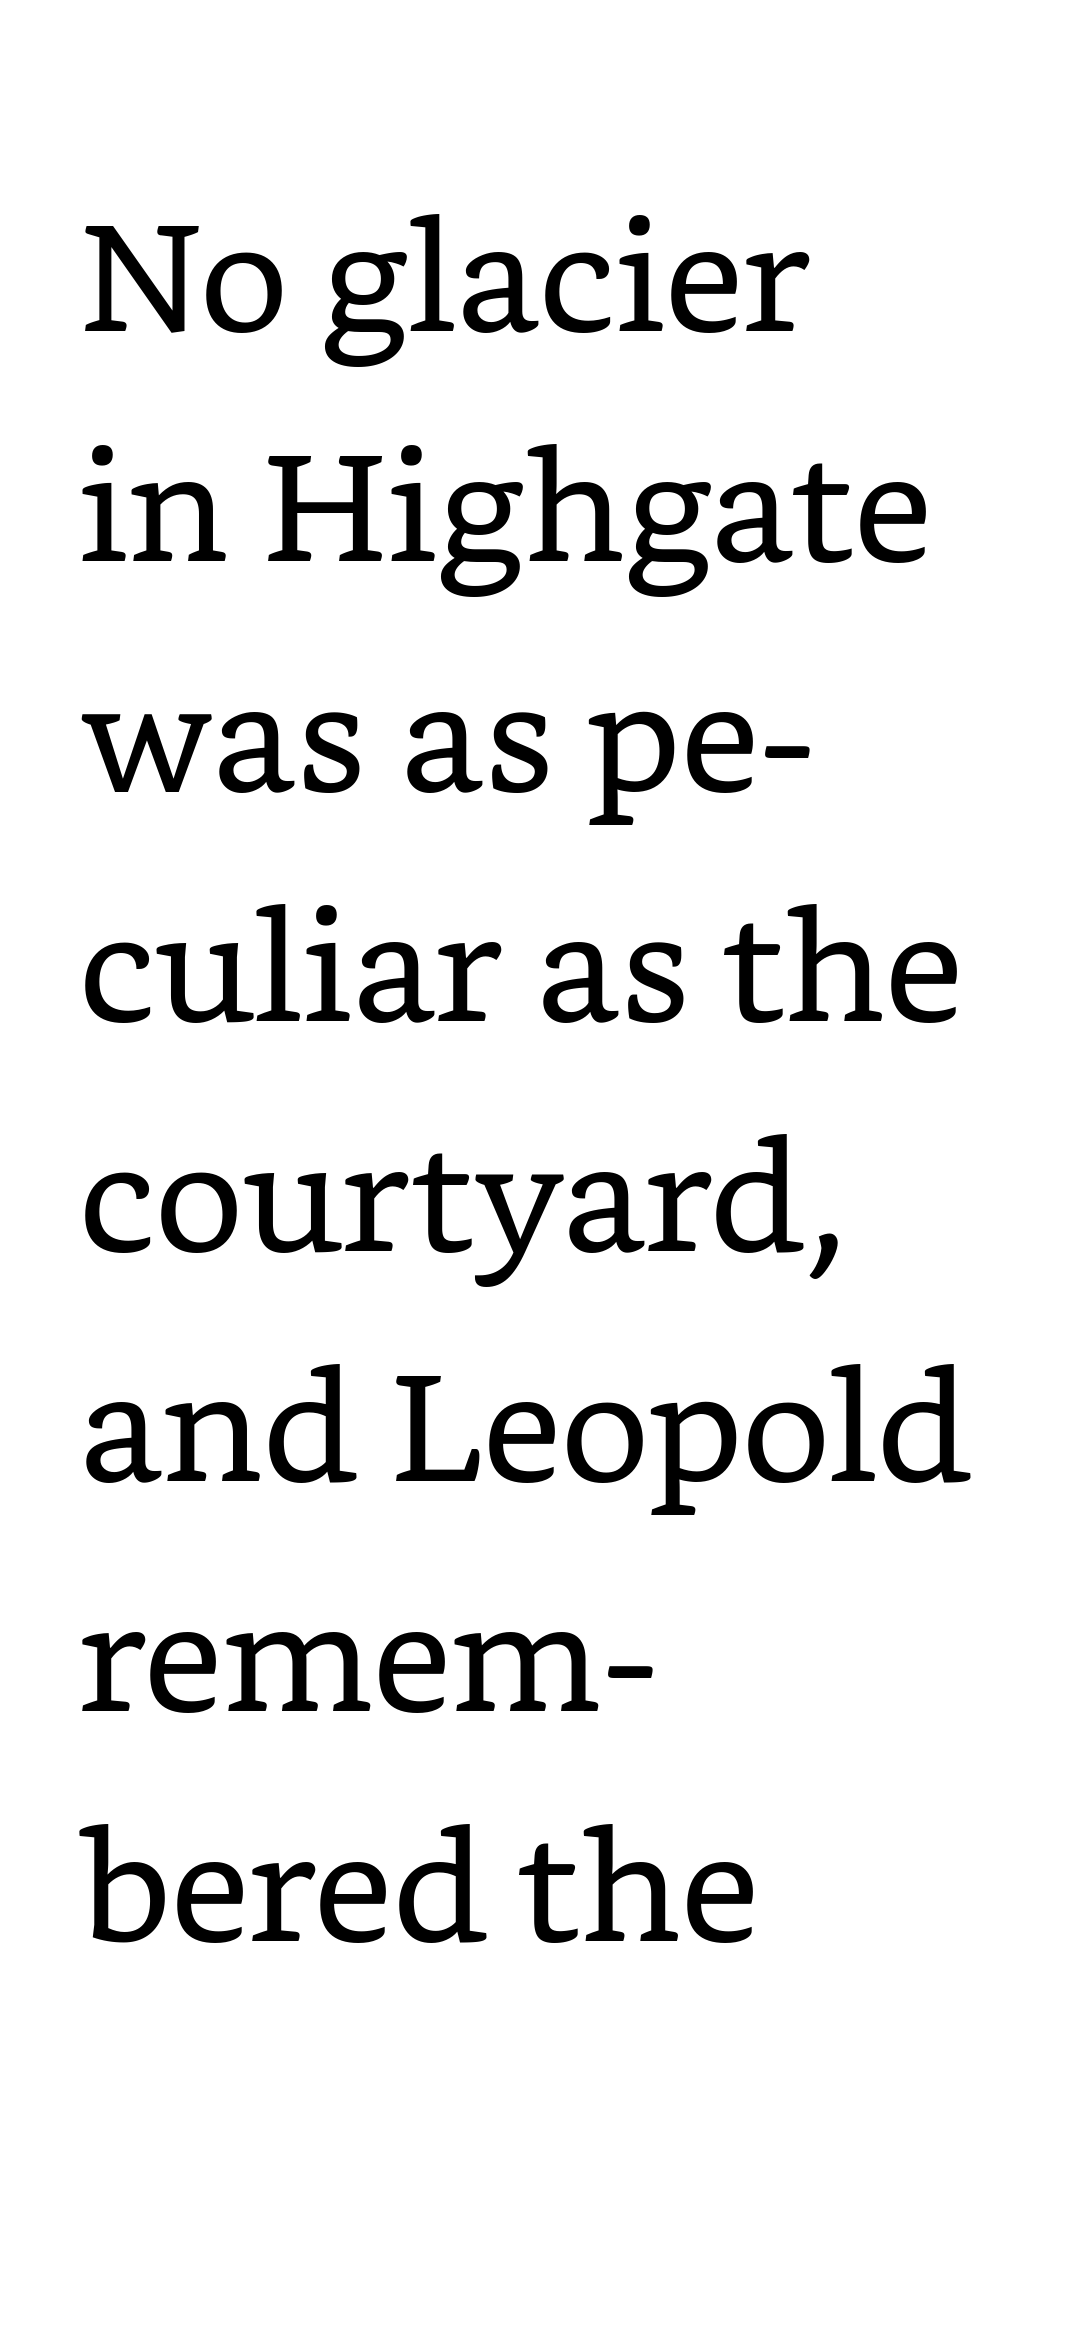 No glacier
in Highgate
was as pe-
culiar as the
courtyard,
and Leopold
remem-
bered the